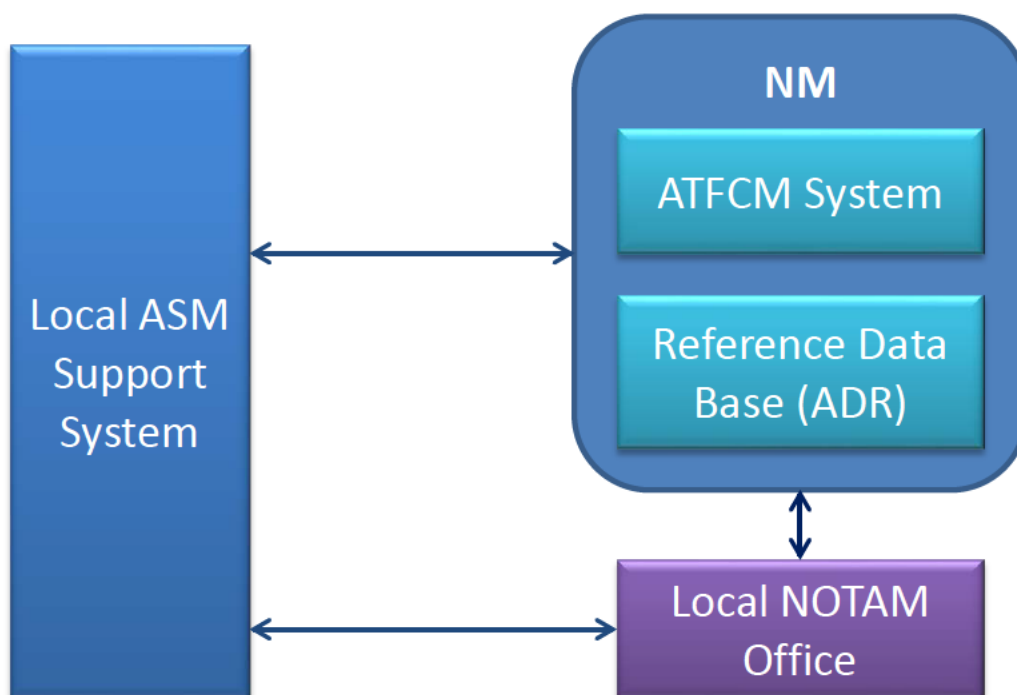 NM
ATFCM System
Local ASM
Support
System
Reference Data
Base (ADR)
Local NOTAM
Office